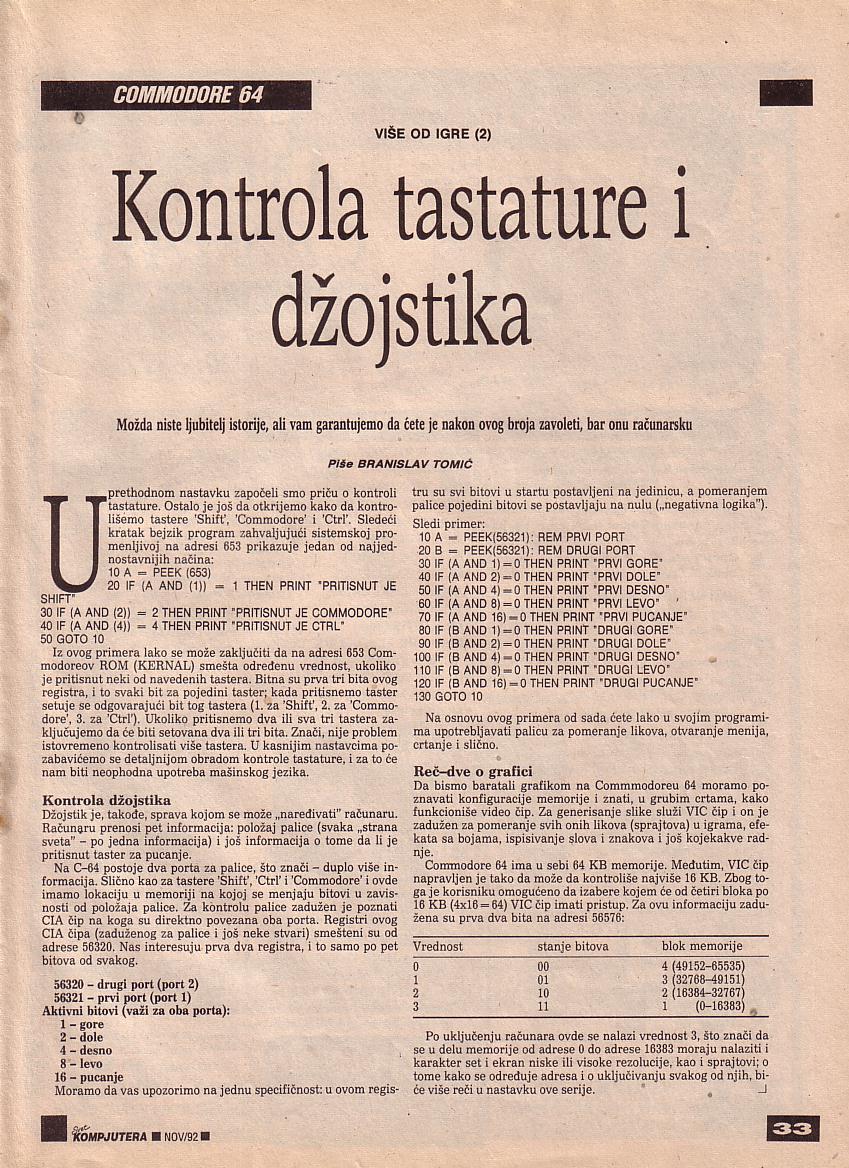 COMMODORE 64
VIŠE OD IGRE (2)
Kontrola tastature i
džojstika
Možda niste ljubitelj istorije, ali vam garantujemo da ćete je nakon ovog broja zavoleti, bar onu računarsku
Piše BRANISLAV TOMIĆ
U prethodnom nastavku započeli smo priču o kontroli
tastature. Ostalo je još da otkrijemo kako da kontro-
lišemo tastere 'Shift', 'Commodore' i 'Ctrl'. Sledeći
kratak bejzik program zahvaljujući sistemskoj pro-
menljivoj na adresi 653 prikazuje jedan od najjed-
nostavnijih načina:
10 A = PEEK (653)
20 IF (A AND (1)) = 1 THEN PRINT "PRITISNUT JE
SHIFT"
30 IF (A AND (2)) = 2 THEN PRINT "PRITISNUT JE COMMODORE"
40 IF (A AND (4)) = 4 THEN PRINT "PRITISNUT JE CTRL"
50 GOTO 10
Iz ovog primera lako se može zaključiti da na adresi 653 Com-
modoreov ROM (KERNAL) smešta određenu vrednost, ukoliko
je pritisnut neki od navedenih tastera. Bitna su prva tri bita ovog
registra, i to svaki bit za pojedini taster; kada pritisnemo taster
setuje se odgovarajući bit tog tastera (1. za 'Shift', 2. za 'Commo-
dore', 3. za 'Ctrl'). Ukoliko pritisnemo dva ili sva tri tastera za-
ključujemo da će biti setovana dva ili tri bita. Znači, nije problem
istovremeno kontrolisati više tastera. U kasnijim nastavcima po-
zabavićemo se detaljnijom obradom kontrole tastature, i za to će
nam biti neophodna upotreba mašinskog jezika.
Kontrola džojstika
Džojstik je, takođe, sprava kojom se može „naređivati" računaru.
Računaru prenosi pet informacija: položaj palice (svaka „strana
sveta" – po jedna informacija) i još informacija o tome da li je
pritisnut taster za pucanje.
Na C–64 postoje dva porta za palice, što znači – duplo više in-
formacija. Slično kao za tastere 'Shift', 'Ctrl' i 'Commodore' i ovde
imamo lokaciju u memoriji na kojoj se menjaju bitovi u zavis-
nosti od položaja palice. Za kontrolu palice zadužen je poznati
CIA čip na koga su direktno povezana oba porta. Registri ovog
CIA čipa (zaduženog za palice i još neke stvari) smešteni su od
adrese 56320. Nas interesuju prva dva registra, i to samo po pet
bitova od svakog.
56320 – drugi port (port 2)
56321 – prvi port (port 1)
Aktivni bitovi (važi za oba porta):
1 – gore
2 – dole
4 – desno
8 – levo
16 – pucanje
Moramo da vas upozorimo na jednu specifičnost: u ovom regis-
tru su svi bitovi u startu postavljeni na jedinicu, a pomeranjem
palice pojedini bitovi se postavljaju na nulu („negativna logika").
Sledi primer:
10 A = PEEK(56321): REM PRVI PORT
20 B = PEEK(56321): REM DRUGI PORT
30 IF (A AND 1)=0 THEN PRINT "PRVI GORE"
40 IF (A AND 2)=0 THEN PRINT "PRVI DOLE"
50 IF (A AND 4)=0 THEN PRINT "PRVI DESNO"
60 IF (A AND 8)=0 THEN PRINT "PRVI LEVO"
70 IF (A AND 16)=0 THEN PRINT "PRVI PUCANJE"
80 IF (B AND 1)=0 THEN PRINT "DRUGI GORE"
90 IF (B AND 2)=0 THEN PRINT "DRUGI DOLE"
100 IF (B AND 4)=0 THEN PRINT "DRUGI DESNO"
110 IF (B AND 8)=0 THEN PRINT "DRUGI LEVO"
120 IF (B AND 16)=0 THEN PRINT "DRUGI PUCANJE"
130 GOTO 10
Na osnovu ovog primera od sada ćete lako u svojim programi-
ma upotrebljavati palicu za pomeranje likova, otvaranje menija,
crtanje i slično.
Reč–dve o grafici
Da bismo baratali grafikom na Commmodoreu 64 moramo po-
znavati konfiguracije memorije i znati, u grubim crtama, kako
funkcioniše video čip. Za generisanje slike služi VIC čip i on je
zadužen za pomeranje svih onih likova (sprajtova) u igrama, efe-
kata sa bojama, ispisivanje slova i znakova i još kojekakve rad-
nje.
Commodore 64 ima u sebi 64 KB memorije. Međutim, VIC čip
napravljen je tako da može da kontroliše najviše 16 KB. Zbog to-
ga je korisniku omogućeno da izabere kojem će od četiri bloka po
16 KB (4x16=64) VIC čip imati pristup. Za ovu informaciju zadu-
žena su prva dva bita na adresi 56576:
Vrednost stanje bitova blok memorije
0 00 4 (49152–65535)
1 01 3 (32768–49151)
2 10 2 (16384–32767)
3 11 1 (0–16383)
Po uključenju računara ovde se nalazi vrednost 3, što znači da
se u delu memorije od adrese 0 do adrese 16383 moraju nalaziti i
karakter set i ekran niske ili visoke rezolucije, kao i sprajtovi; o
tome kako se određuje adresa i o uključivanju svakog od njih, bi-
će više reči u nastavku ove serije.
Svet
KOMPJUTERA NOV/92
33